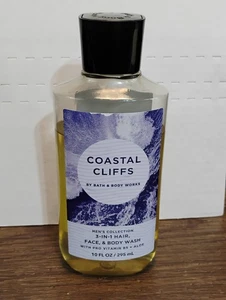 COASTAL
CLIFFS
BY BATH & BODY WORKS
MEN'S COLLECTION
3-IN-1 HAIR,
FACE, & BODY WASH
WITH PRO VITAMIN B5 + ALOE
10 FL OZ / 295 mL